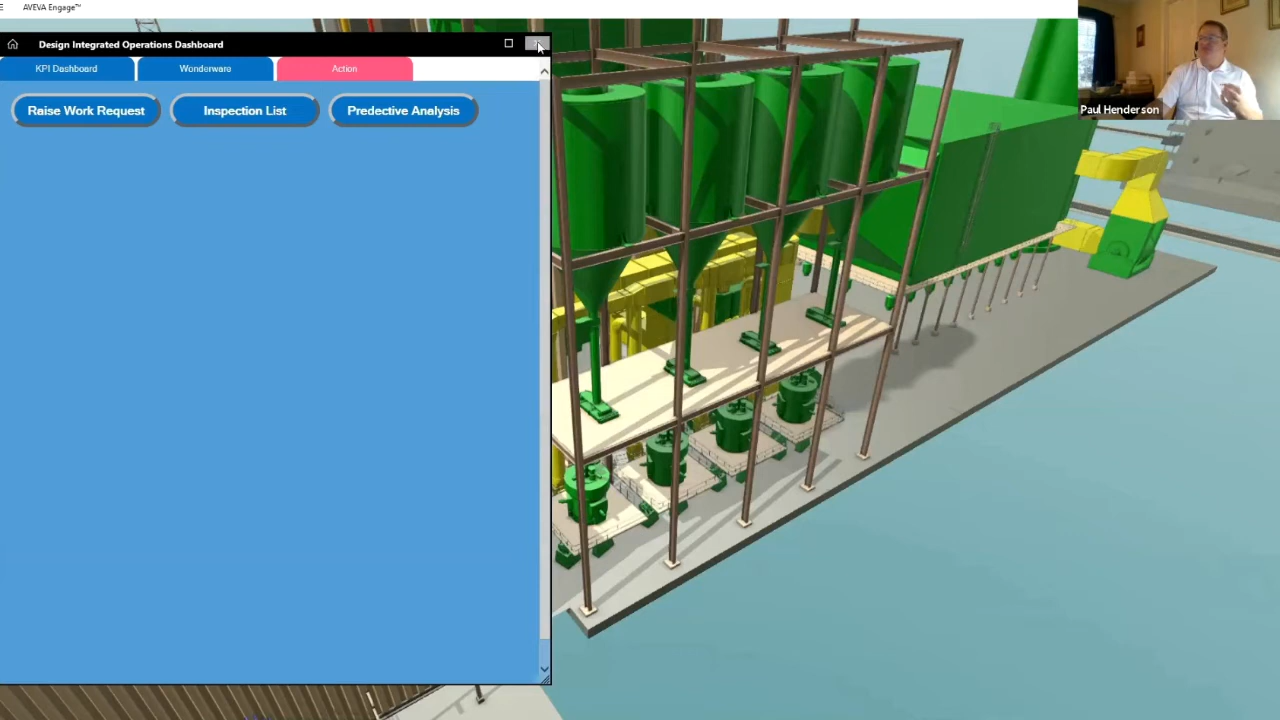 AVEVA Engage™
Design Integrated Operations Dashboard
KPI Dashboard
Wonderware
Action
Raise Work Request
Inspection List
Predective Analysis
Paul Henderson